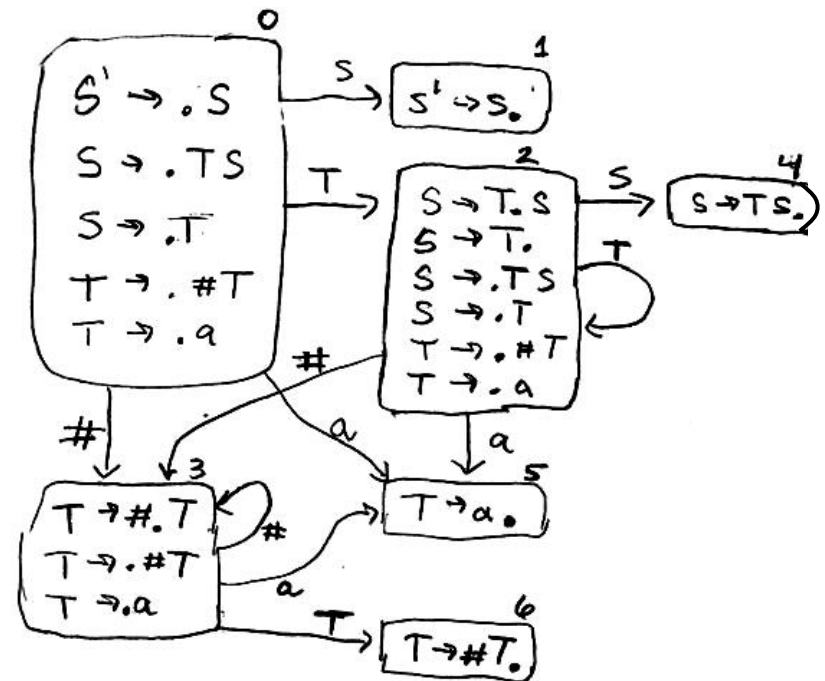 0
S' → .S
S → .TS
S → .T
T → .#T
T → .a
S
1
S' → S.
T
2
S → T.S
S → T.
S → .TS
S → .T
T → .#T
T → .a
S
4
S → TS.
T
#
#
a
a
3
T → #.T
T → .#T
T → .a
#
a
5
T → a.
T
6
T → #T.